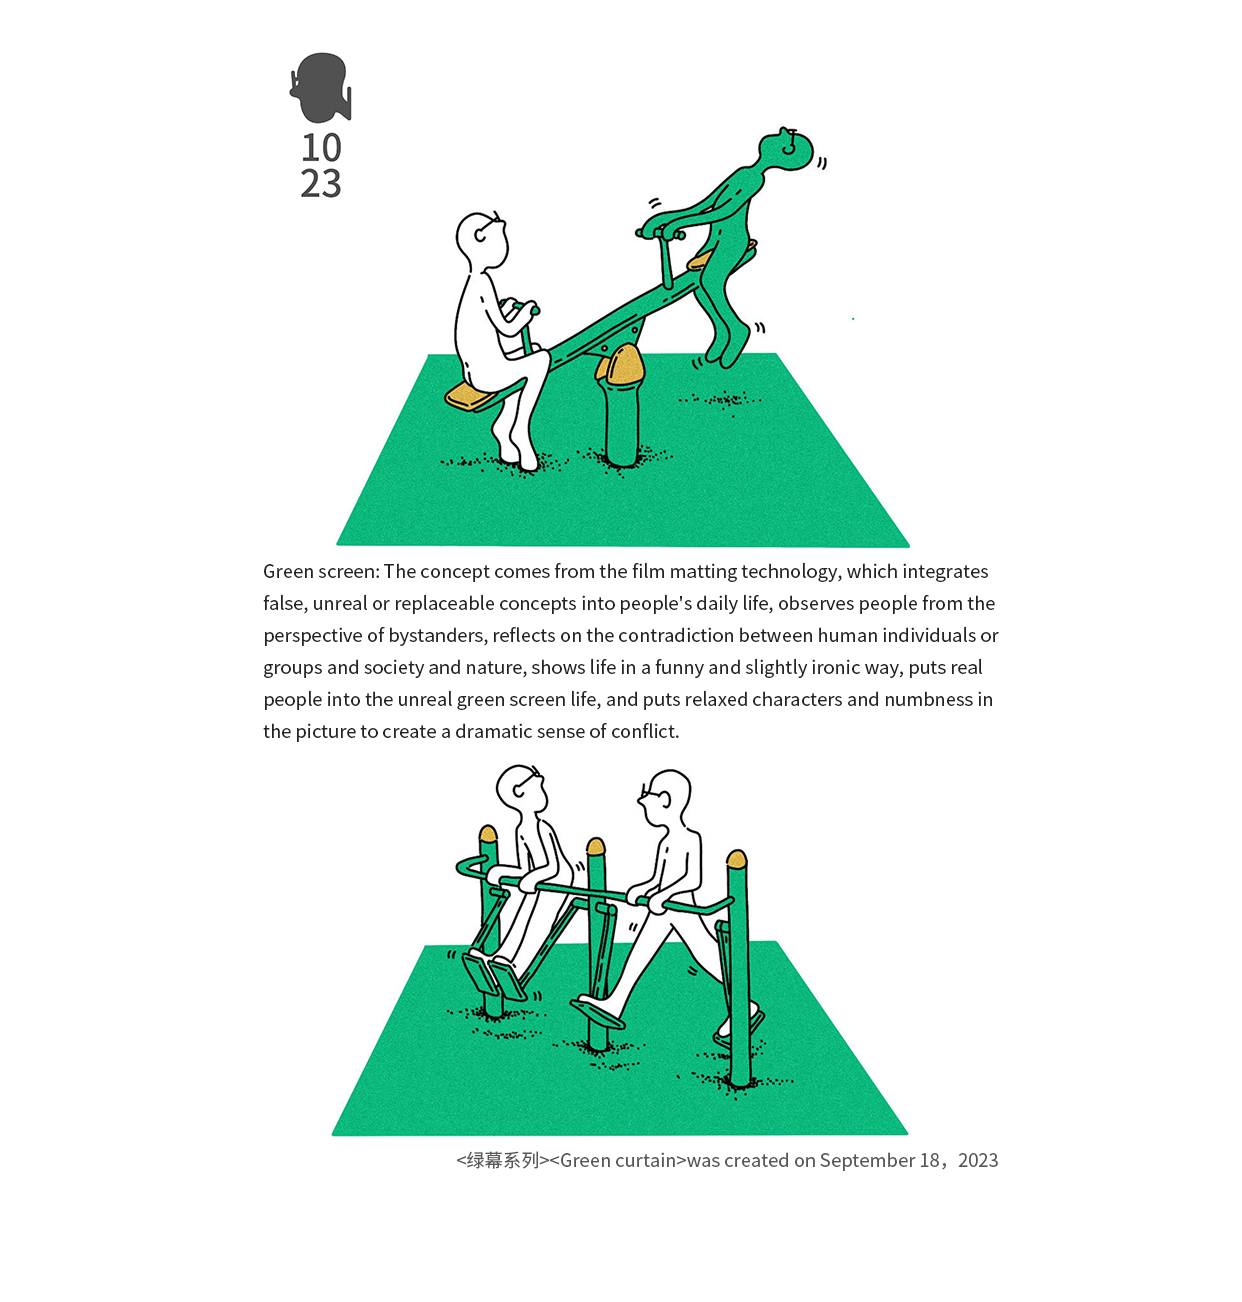 10
23
Green screen: The concept comes from the film matting technology, which integrates
false, unreal or replaceable concepts into people's daily life, observes people from the
perspective of bystanders, reflects on the contradiction between human individuals or
groups and society and nature, shows life in a funny and slightly ironic way, puts real
people into the unreal green screen life, and puts relaxed characters and numbness in
the picture to create a dramatic sense of conflict.
<绿幕系列><Green curtain>was created on September 18，2023